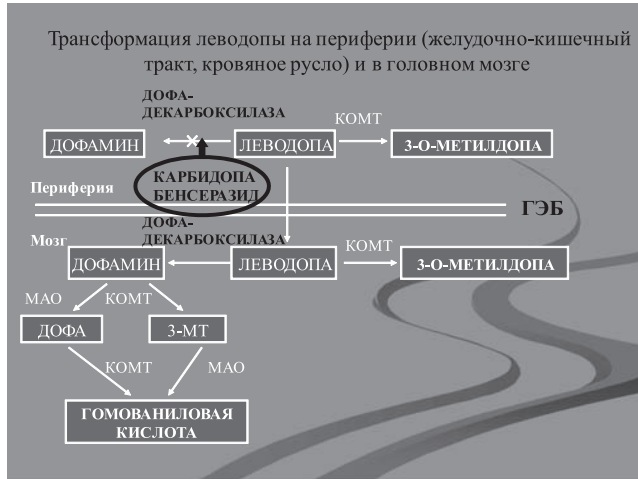 Трансформация леводопы на периферии (желудочно-кишечный
тракт, кровяное русло) и в головном мозге
ДОФА-
ДЕКАРБОКСИЛАЗА
КОМТ
ДОФАМИН
ЛЕВОДОПА
3-О-МЕТИЛДОПА
КАРБИДОПА
БЕНСЕРАЗИД
Периферия
ГЭБ
ДОФА-
Мозг
ДЕКАРБОКСИЛАЗА
КОМТ
ДОФАМИН
ЛЕВОДОПА
3-О-МЕТИЛДОПА
МАО
КОМТ
ДОФА
3-МТ
КОМТ
МАО
ГОМОВАНИЛОВАЯ
КИСЛОТА